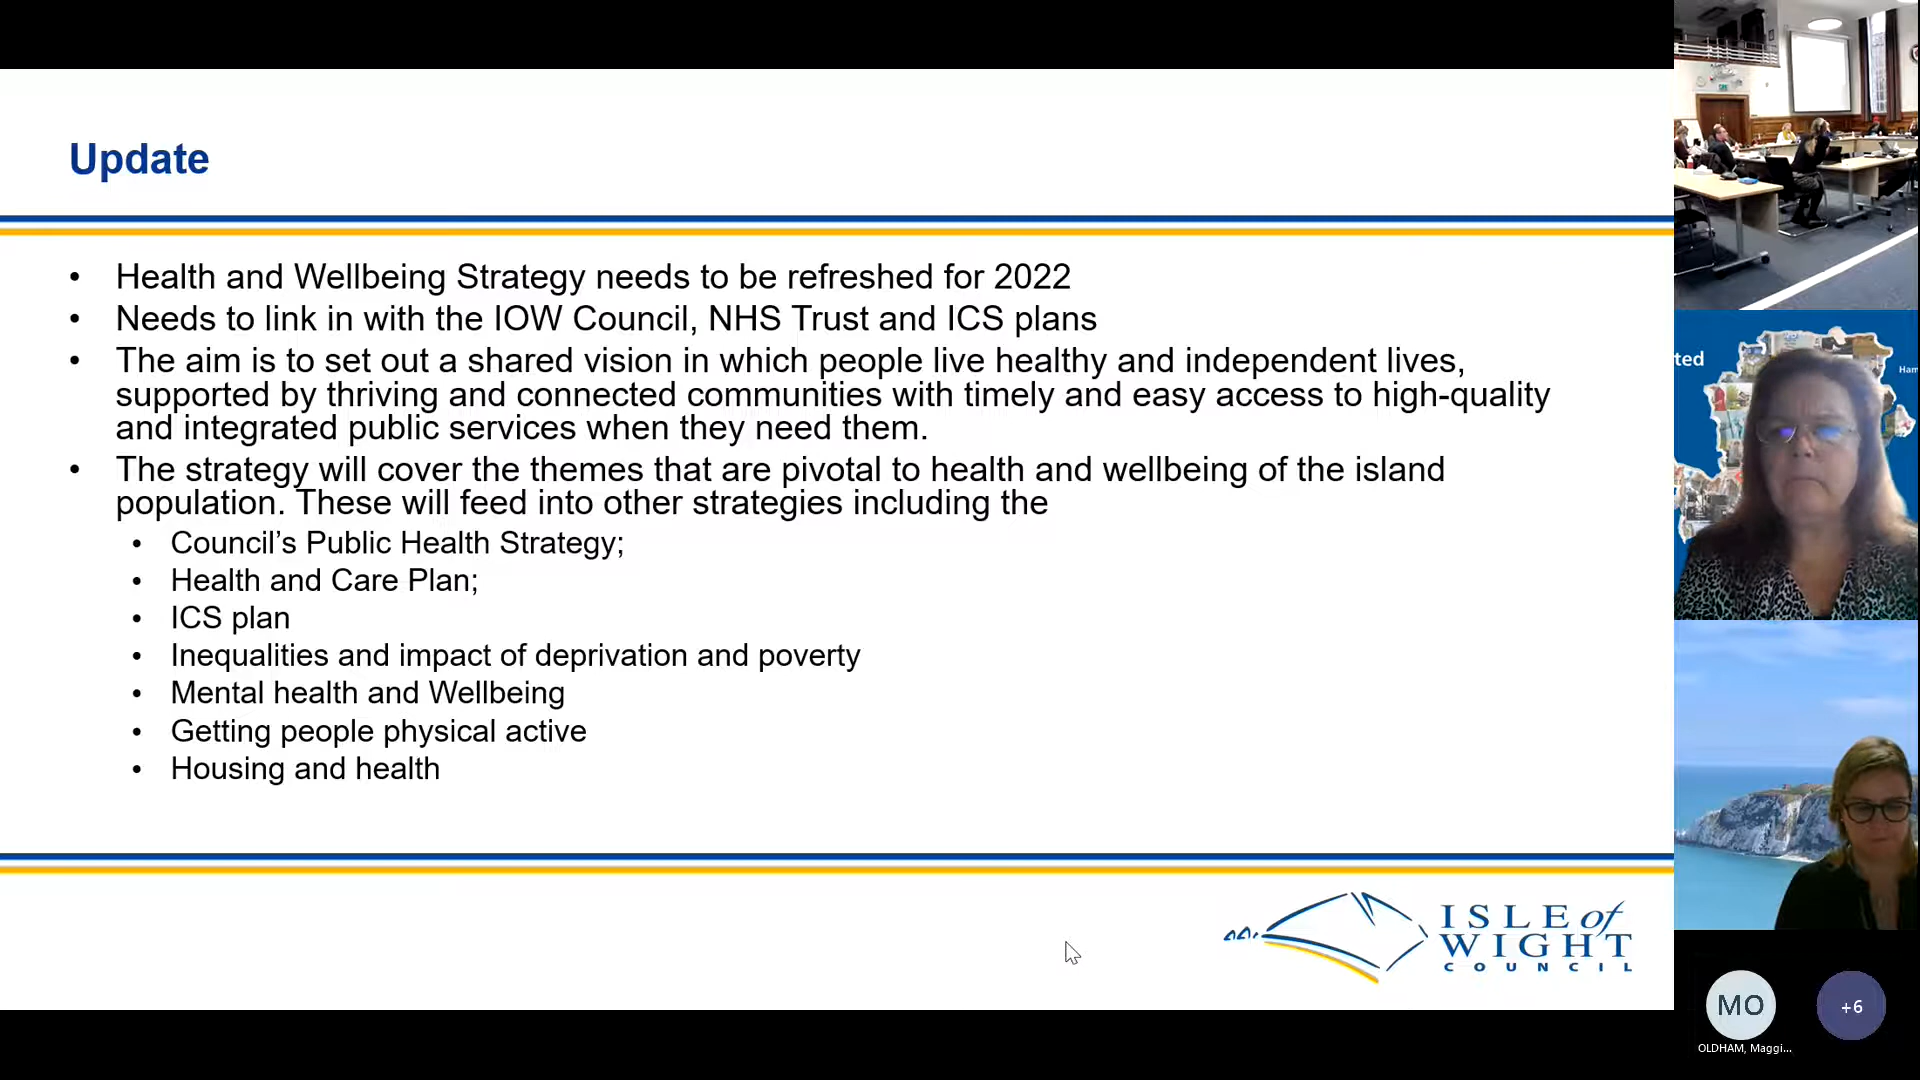 Update
• Health and Wellbeing Strategy needs to be refreshed for 2022
• Needs to link in with the IOW Council, NHS Trust and ICS plans
• The aim is to set out a shared vision in which people live healthy and independent lives,
supported by thriving and connected communities with timely and easy access to high-quality
and integrated public services when they need them.
• The strategy will cover the themes that are pivotal to health and wellbeing of the island
population. These will feed into other strategies including the
• Council’s Public Health Strategy;
• Health and Care Plan;
• ICS plan
• Inequalities and impact of deprivation and poverty
• Mental health and Wellbeing
• Getting people physical active
• Housing and health
ISLE of
WIGHT
COUNCIL
ted
Ham
MO
+6
OLDHAM, Maggi...